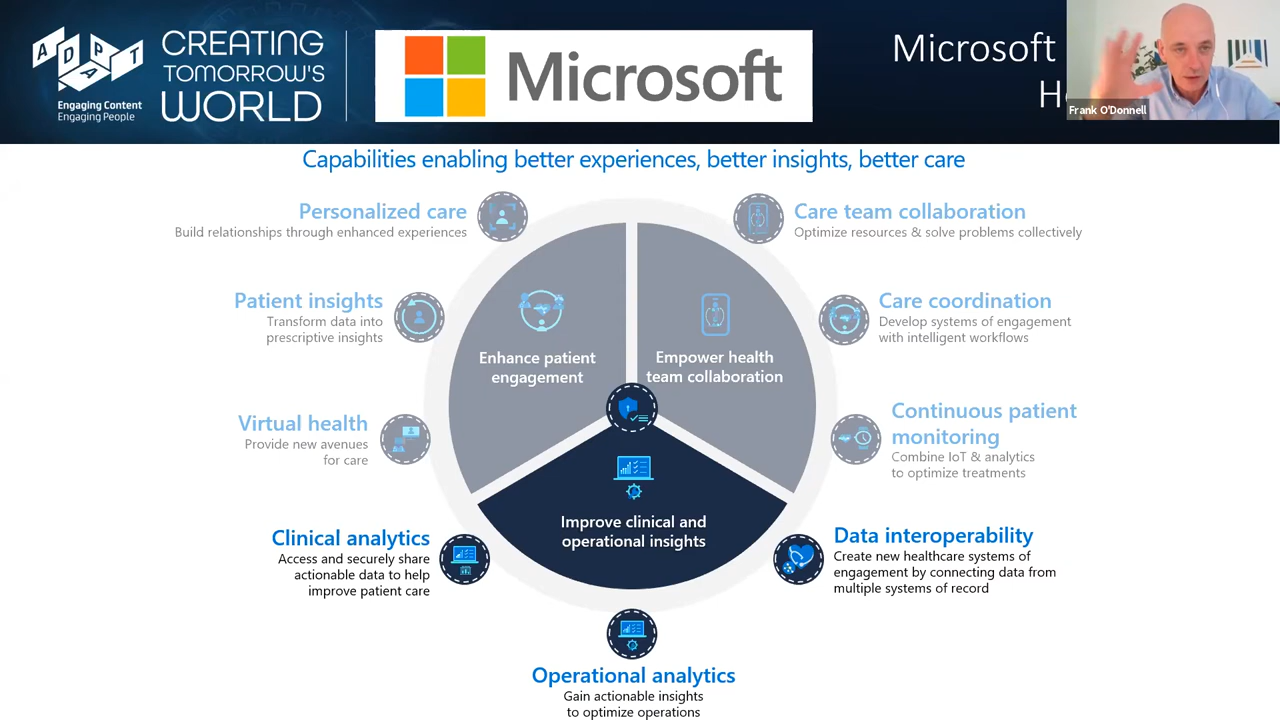 ADAPT
Engaging Content
Engaging People
CREATING
TOMORROW'S
WORLD
Microsoft
Microsoft
Frank O'Donnell
Capabilities enabling better experiences, better insights, better care
Personalized care
Build relationships through enhanced experiences
Care team collaboration
Optimize resources & solve problems collectively
Patient insights
Transform data into
prescriptive insights
Care coordination
Develop systems of engagement
with intelligent workflows
Enhance patient
engagement
Empower health
team collaboration
Virtual health
Provide new avenues
for care
Continuous patient
monitoring
Combine IoT & analytics
to optimize treatments
Improve clinical and
operational insights
Clinical analytics
Access and securely share
actionable data to help
improve patient care
Data interoperability
Create new healthcare systems of
engagement by connecting data from
multiple systems of record
Operational analytics
Gain actionable insights
to optimize operations